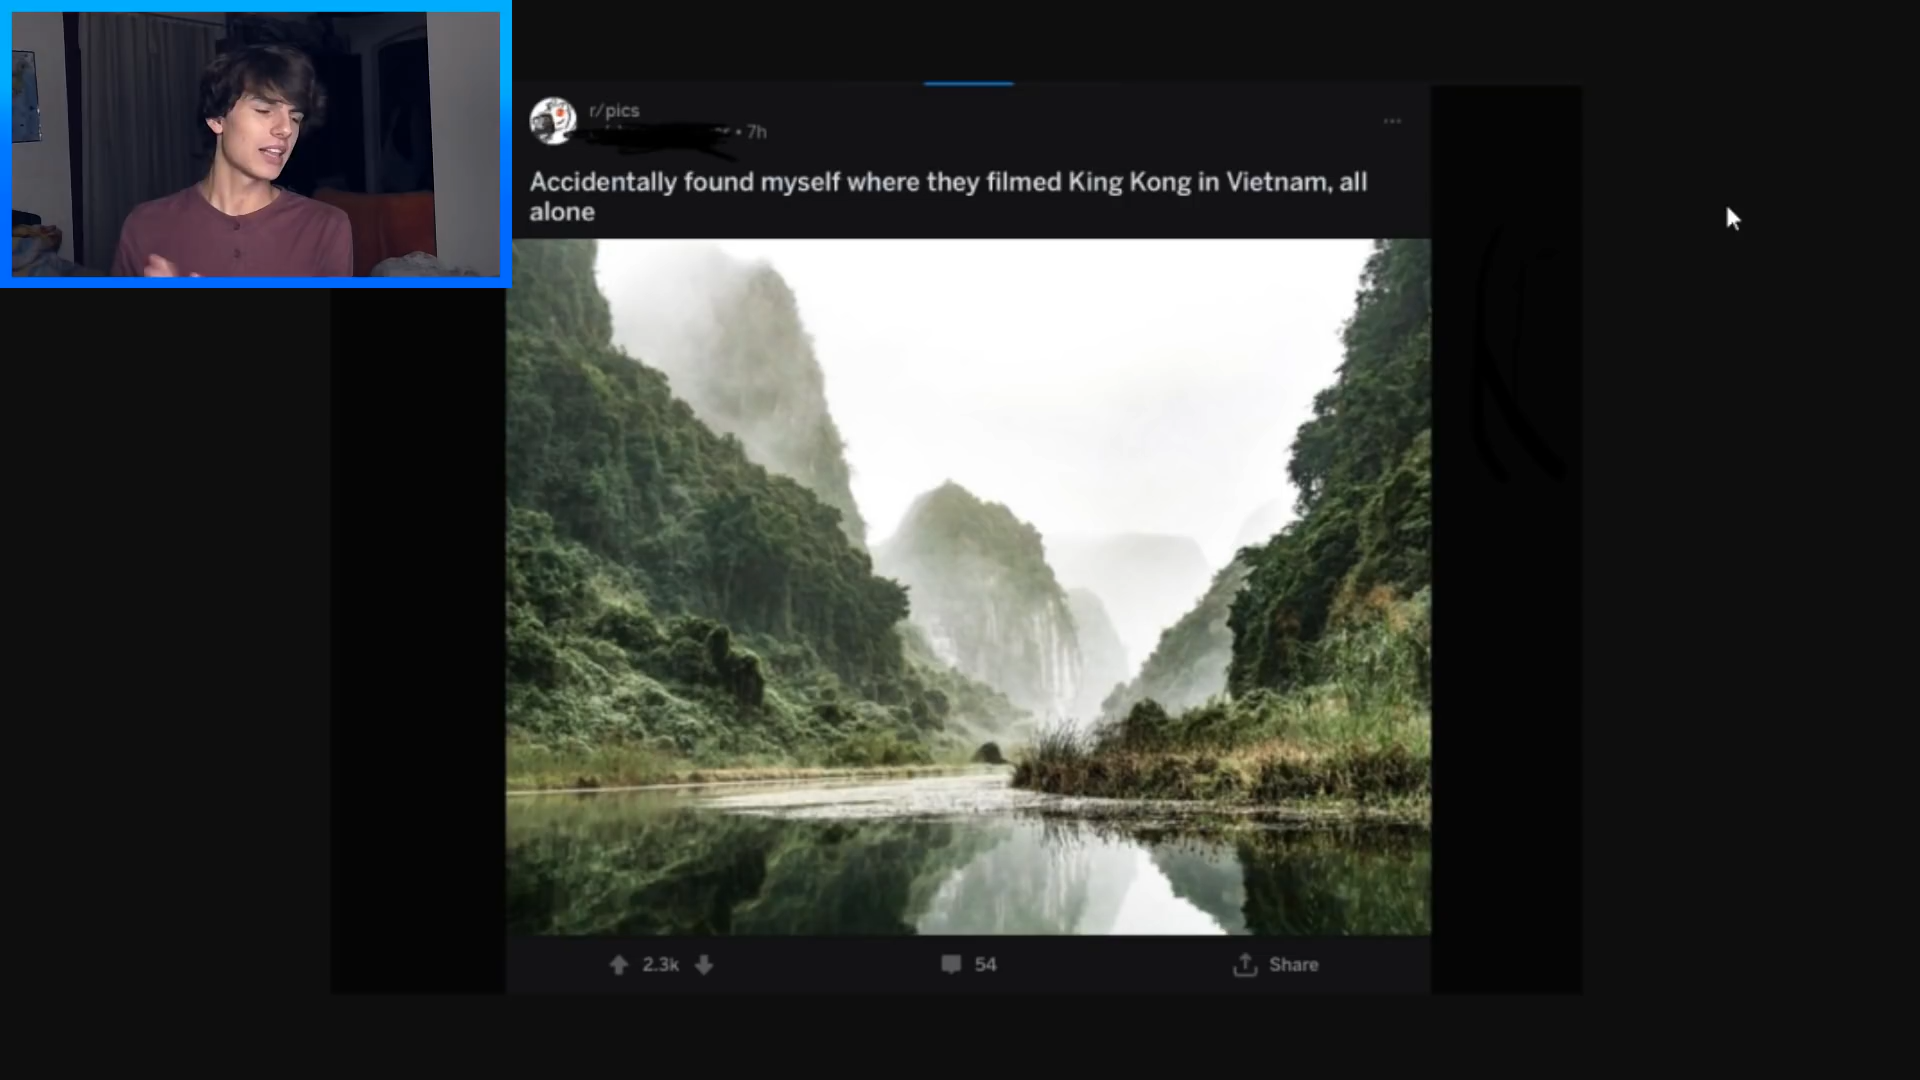 r/pics
• 7h
Accidentally found myself where they filmed King Kong in Vietnam, all
alone
2.3k
54
Share